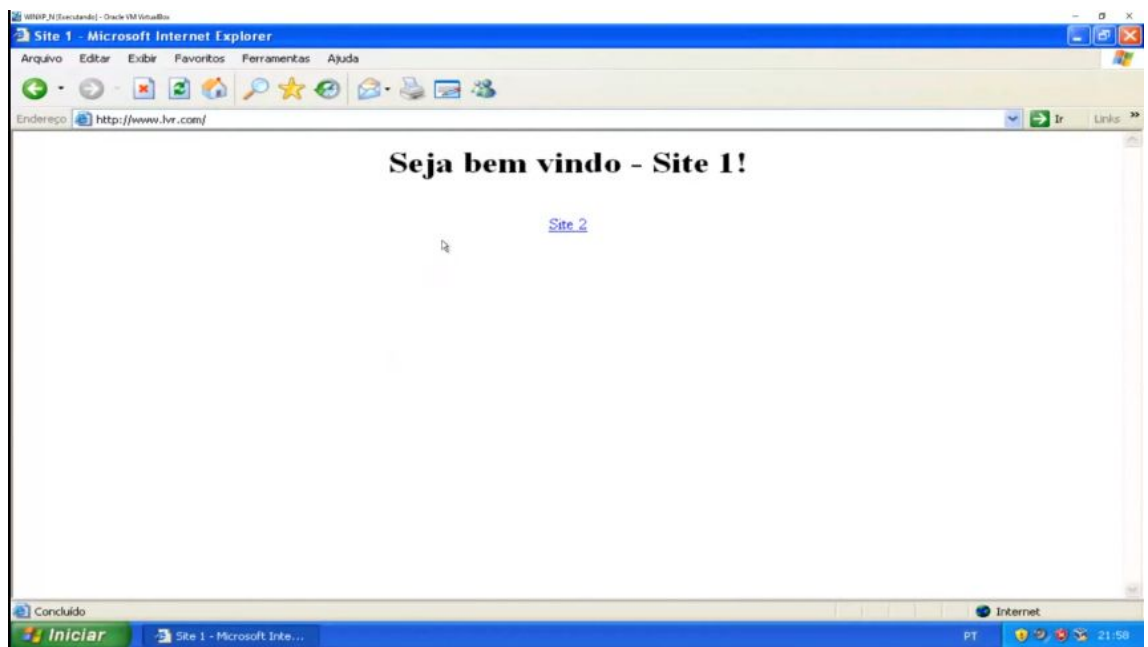 WINXP_N [Executando] - Oracle VM VirtualBox
Site 1 - Microsoft Internet Explorer
Arquivo Editar Exibir Favoritos Ferramentas Ajuda
Endereço http://www.lvr.com/ Ir Links »
Seja bem vindo - Site 1!
Site 2
Concluído Internet
Iniciar Site 1 - Microsoft Inte... PT 21:58